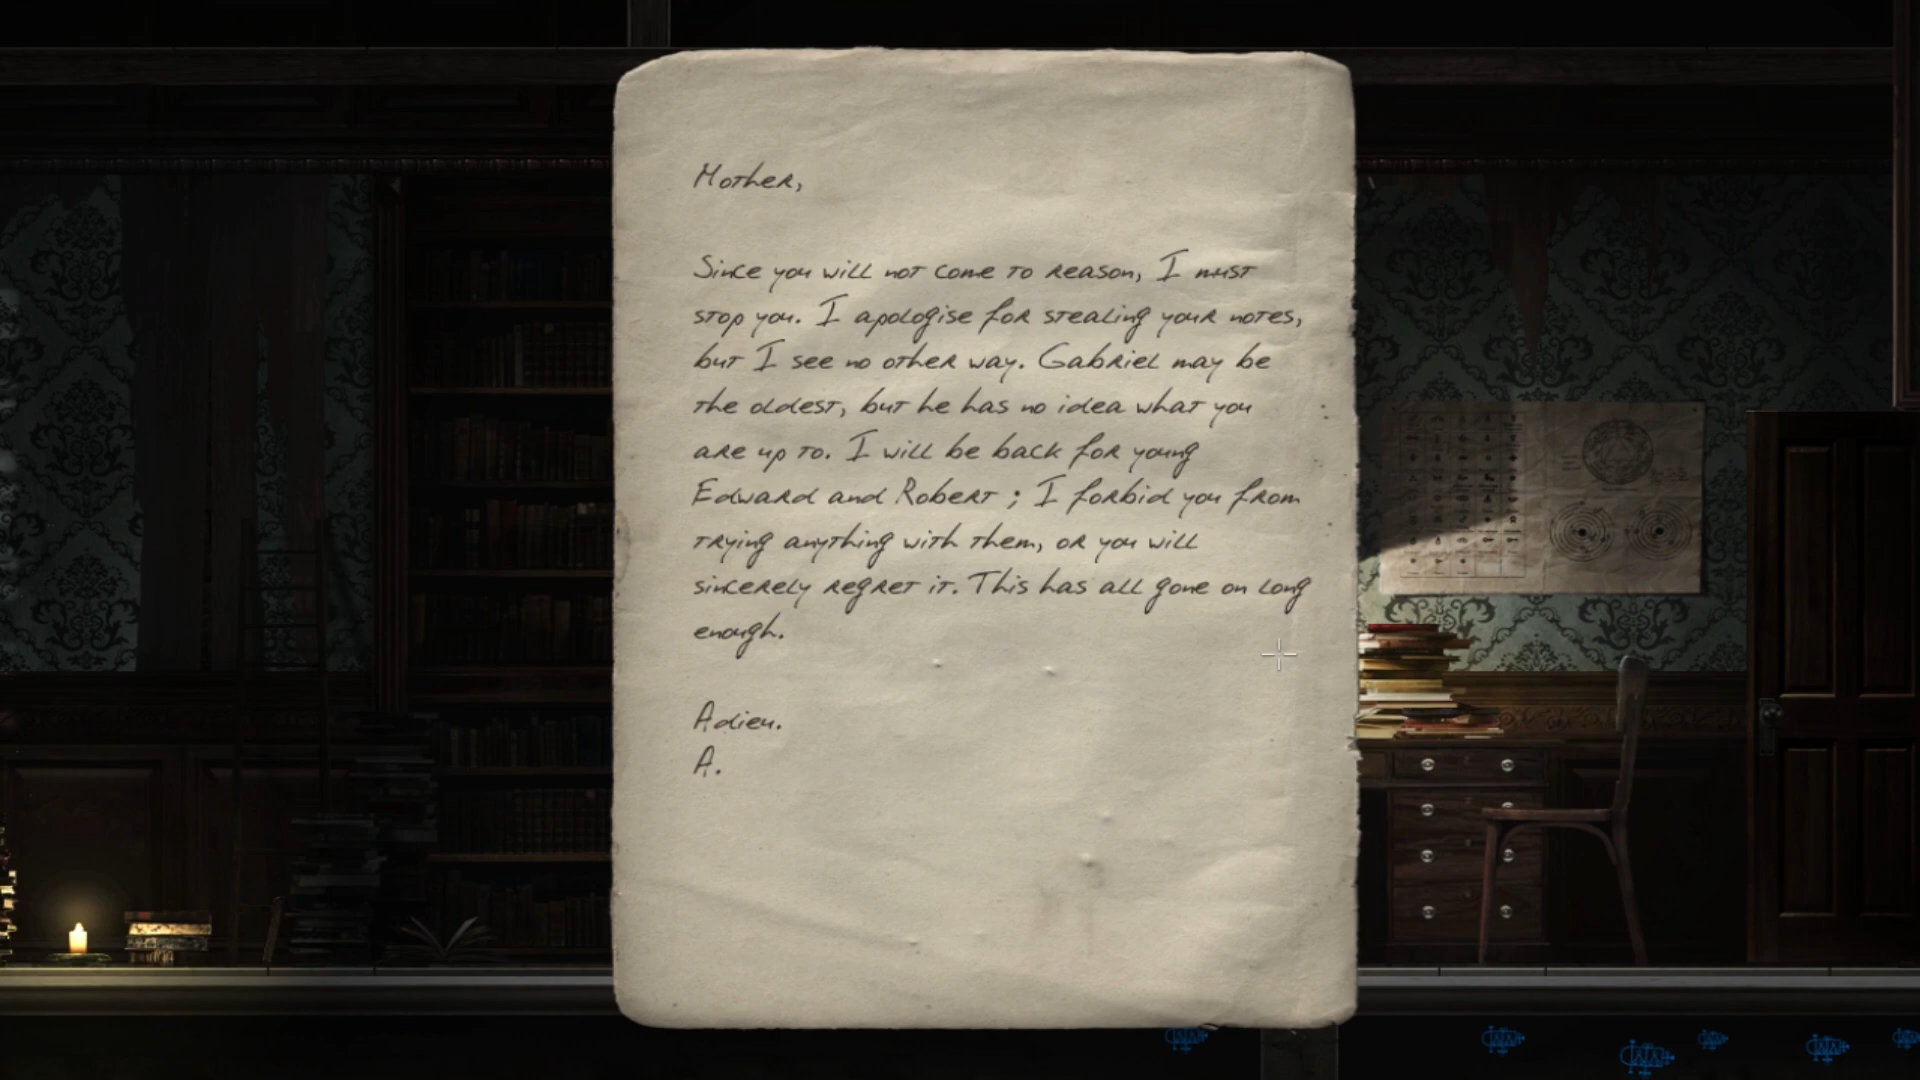 Mother,
Since you will not come to reason, I must
stop you. I apologise for stealing your notes,
but I see no other way. Gabriel may be
the oldest, but he has no idea what you
are up to. I will be back for young
Edward and Robert ; I forbid you from
trying anything with them, or you will
sincerely regret it. This has all gone on long
enough.
Adieu.
A.